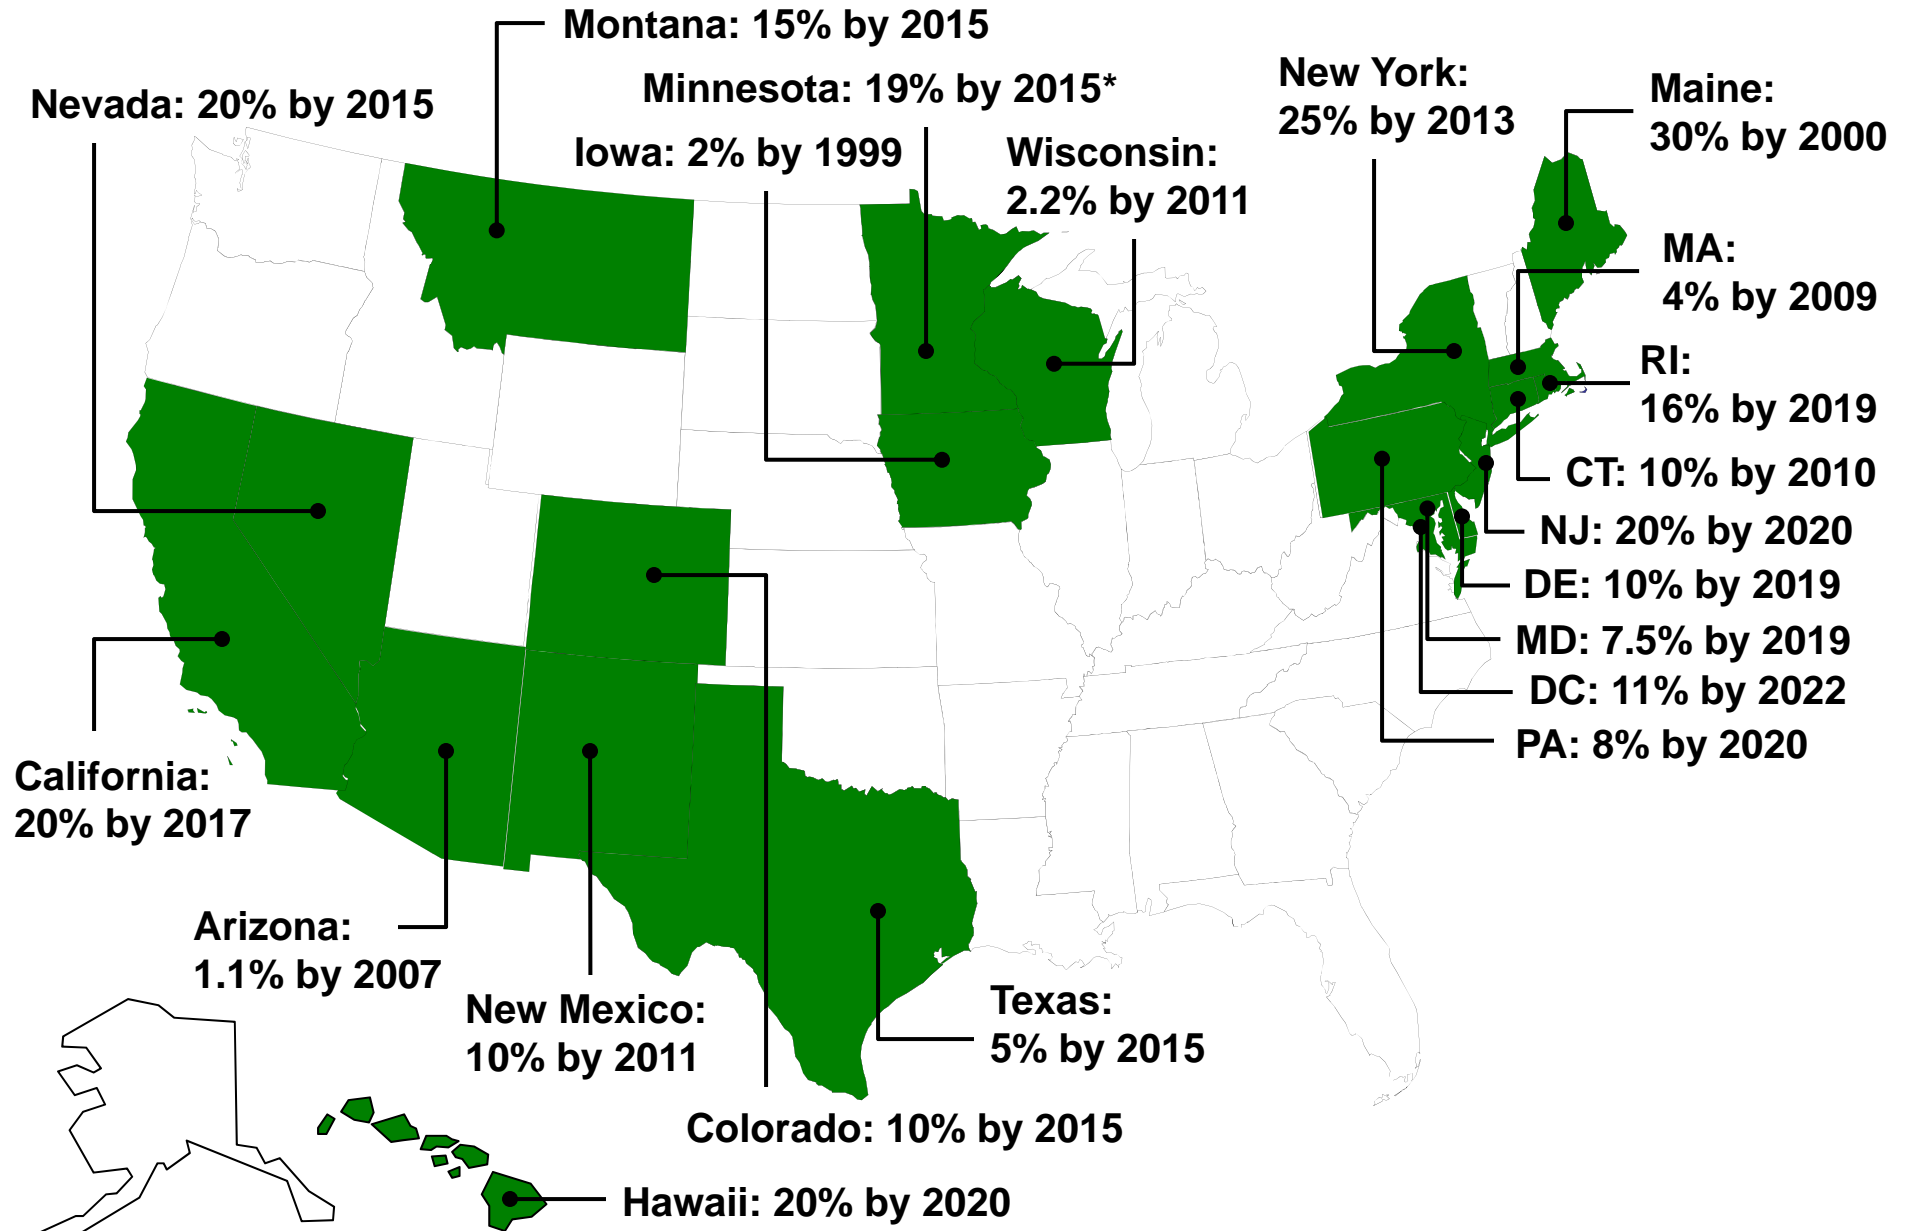 Montana: 15% by 2015
Nevada: 20% by 2015
Minnesota: 19% by 2015*
Iowa: 2% by 1999
Wisconsin:
2.2% by 2011
New York:
25% by 2013
Maine:
30% by 2000
MA:
4% by 2009
RI:
16% by 2019
CT: 10% by 2010
NJ: 20% by 2020
DE: 10% by 2019
MD: 7.5% by 2019
DC: 11% by 2022
PA: 8% by 2020
California:
20% by 2017
Arizona:
1.1% by 2007
New Mexico:
10% by 2011
Texas:
5% by 2015
Colorado: 10% by 2015
Hawaii: 20% by 2020